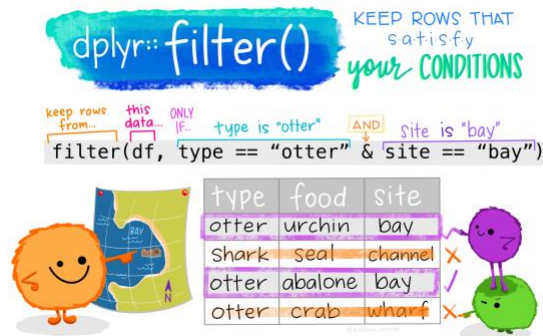 dplyr:: filter()
KEEP ROWS THAT
satisfy
your CONDITIONS
keep rows
from...
this
data...
ONLY
IF...
type is "otter"
AND
site is "bay"
filter(df, type == "otter" & site == "bay")
type food site
otter urchin bay
shark seal channel
otter abalone bay
otter crab wharf
BAY
N